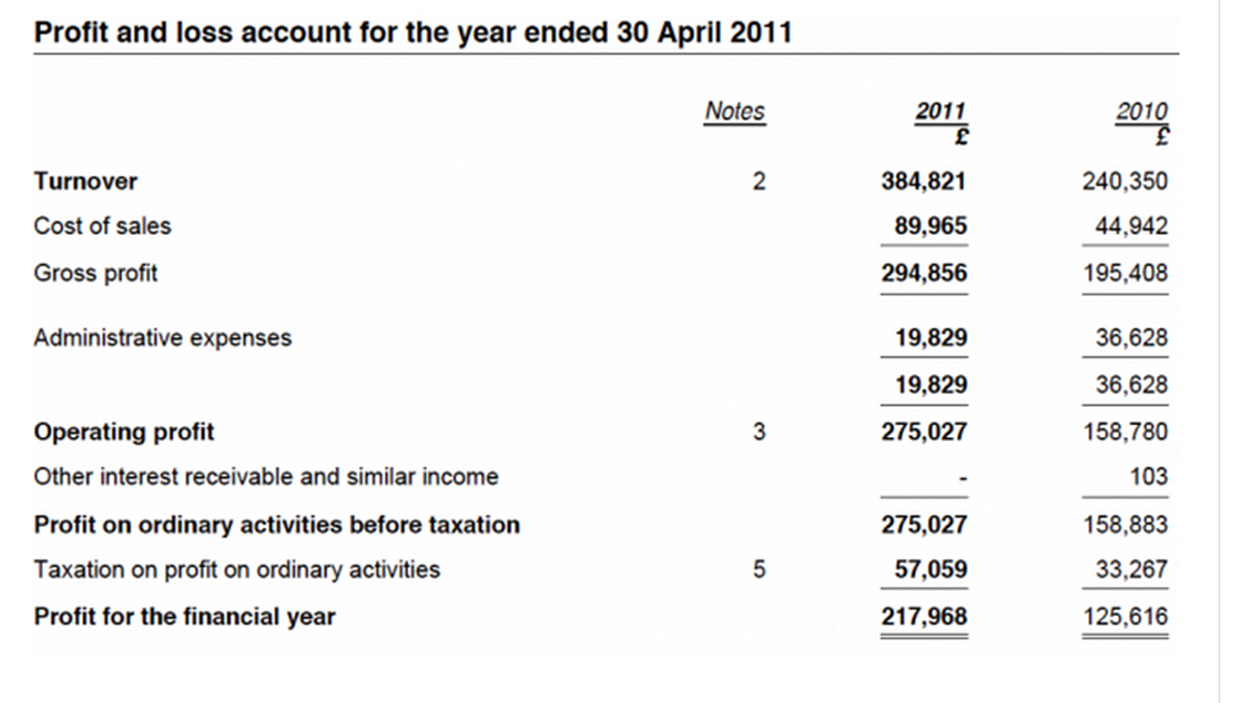 Profit and loss account for the year ended 30 April 2011
Notes 2011 2010
£ £
Turnover 2 384,821 240,350
Cost of sales 89,965 44,942
Gross profit 294,856 195,408
Administrative expenses 19,829 36,628
19,829 36,628
Operating profit 3 275,027 158,780
Other interest receivable and similar income - 103
Profit on ordinary activities before taxation 275,027 158,883
Taxation on profit on ordinary activities 5 57,059 33,267
Profit for the financial year 217,968 125,616